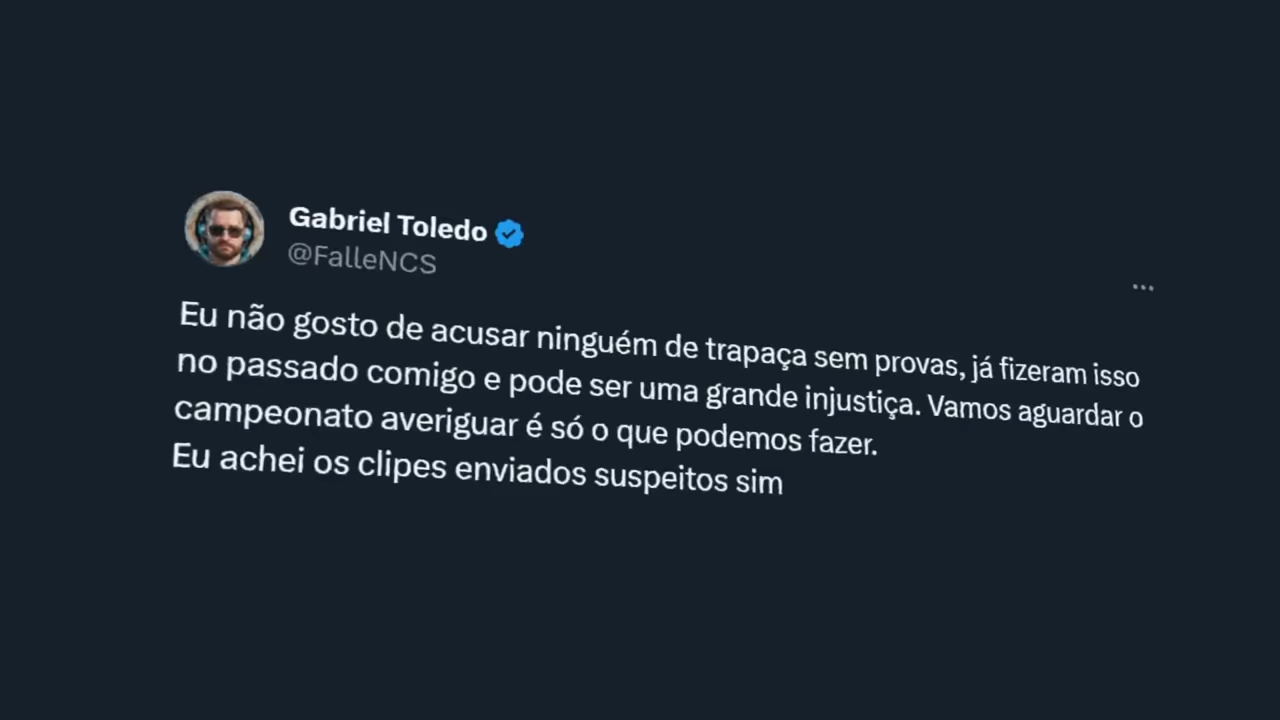 Gabriel Toledo
@FalleNCS
...
Eu não gosto de acusar ninguém de trapaça sem provas, já fizeram isso
no passado comigo e pode ser uma grande injustiça. Vamos aguardar o
campeonato averiguar é só o que podemos fazer.
Eu achei os clipes enviados suspeitos sim